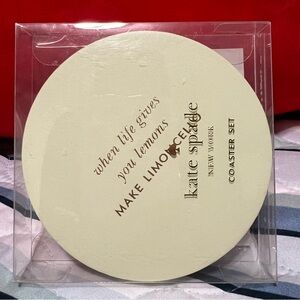 when life gives
you lemons
MAKE LIMONCELLO
kate spade
NEW YORK
COASTER SET